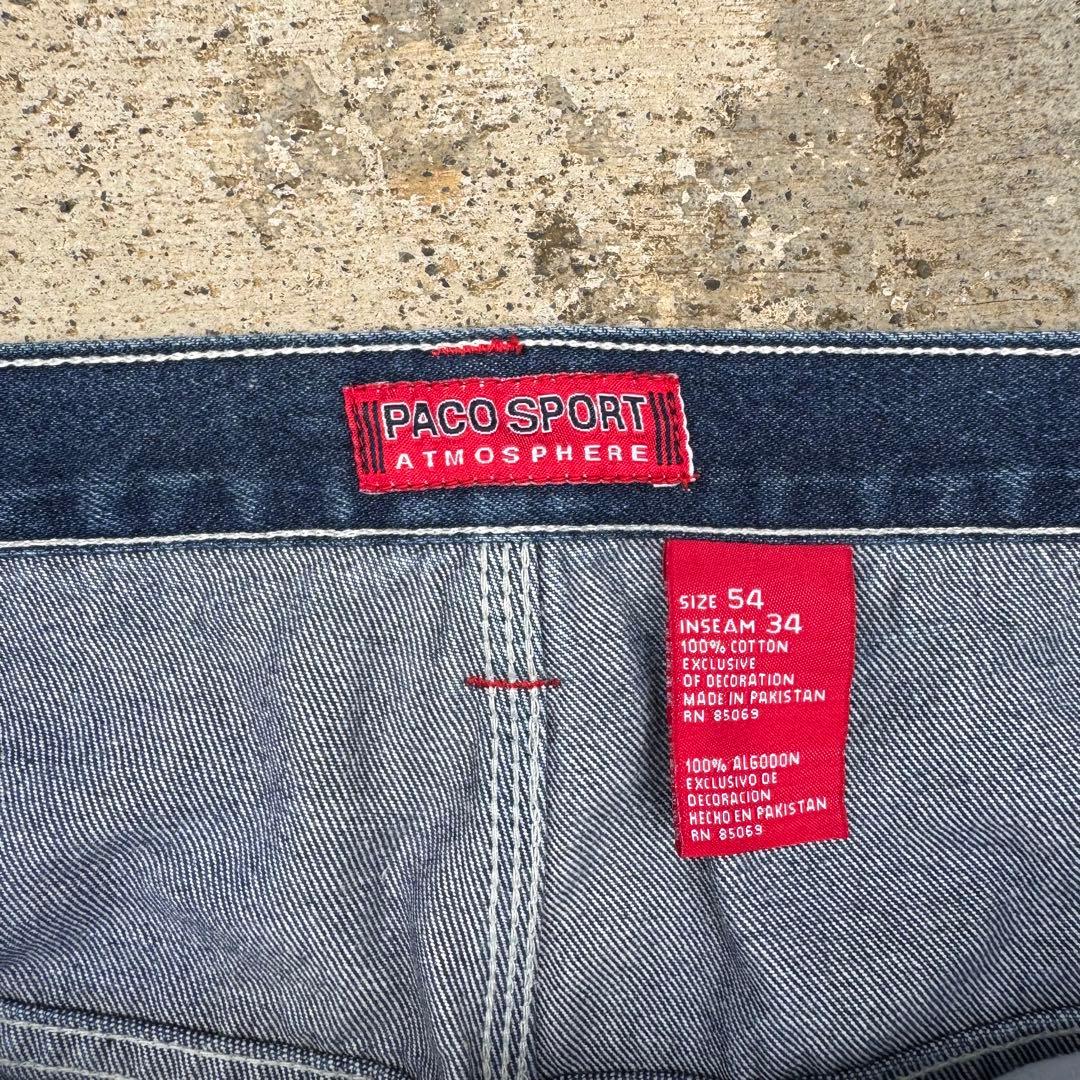 PACO SPORT
ATMOSPHERE
SIZE 54
INSEAM 34
100% COTTON
EXCLUSIVE
OF DECORATION
MADE IN PAKISTAN
RN 85069
100% ALGODON
EXCLUSIVO DE
DECORACION
HECHO EN PAKISTAN
RN 85069